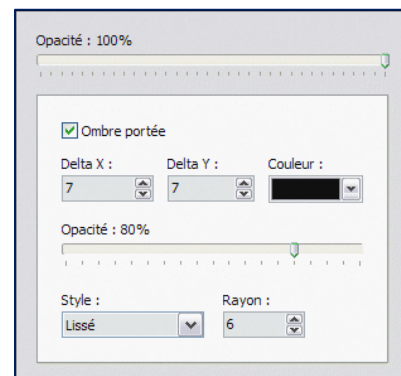 Opacité : 100%
Ombre portée
Delta X : Delta Y : Couleur :
7 7
Opacité : 80%
Style : Rayon :
Lissé 6